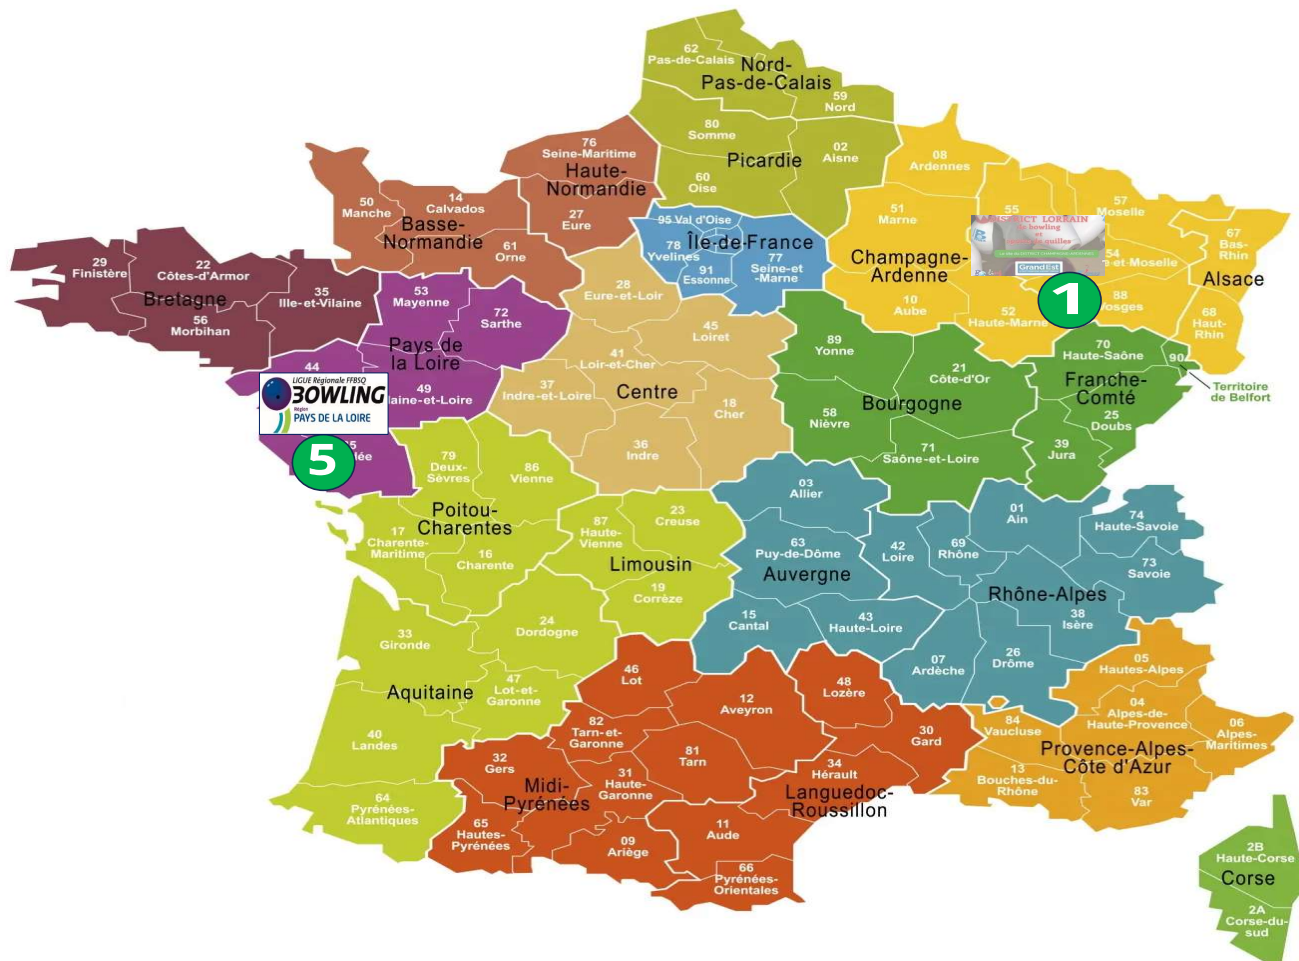 62
Pas-de-Calais
Nord-
Pas-de-Calais
59
Nord
80
Somme
02
Aisne
Picardie
60
Oise
76
Seine-Maritime
Haute-
Normandie
27
Eure
50
Manche
14
Calvados
Basse-
Normandie
61
Orne
95 Val d'Oise
Île-de-France
78
Yvelines
91
Essonne
77
Seine-et
-Marne
08
Ardennes
51
Marne
Champagne-
Ardenne
10
Aube
52
Haute-Marne
55
57
Moselle
DISTRICT LORRAIN
de bowling
et
de quilles
GrandEst
54
e-et-Moselle
88
osges
1
67
Bas-
Rhin
Alsace
68
Haut-
Rhin
29
Finistère
22
Côtes-d'Armor
Bretagne
35
Ille-et-Vilaine
56
Morbihan
53
Mayenne
72
Sarthe
Pays de
la Loire
44
49
aine-et-Loire
LIGUE Régionale FFBSQ
BOWLING
Région
PAYS DE LA LOIRE
85
ée
5
28
Eure-et-Loir
45
Loiret
41
Loir-et-Cher
37
Indre-et-Loire
Centre
18
Cher
36
Indre
89
Yonne
21
Côte-d'Or
Bourgogne
58
Nièvre
71
Saône-et-Loire
70
Haute-Saône
90
Territoire
de Belfort
Franche-
Comté
25
Doubs
39
Jura
79
Deux-
Sèvres
86
Vienne
Poitou-
Charentes
17
Charente-
Maritime
16
Charente
87
Haute-
Vienne
23
Creuse
Limousin
19
Corrèze
03
Allier
63
Puy-de-Dôme
Auvergne
15
Cantal
43
Haute-Loire
42
Loire
69
Rhône
01
Ain
74
Haute-Savoie
73
Savoie
Rhône-Alpes
38
Isère
07
Ardèche
26
Drôme
33
Gironde
24
Dordogne
Aquitaine
47
Lot-et-
Garonne
40
Landes
64
Pyrénées-
Atlantiques
46
Lot
12
Aveyron
82
Tarn-et-
Garonne
81
Tarn
32
Gers
31
Haute-
Garonne
Midi-
Pyrénées
65
Hautes-
Pyrénées
09
Ariège
48
Lozère
30
Gard
34
Hérault
Languedoc-
Roussillon
11
Aude
66
Pyrénées-
Orientales
05
Hautes-Alpes
04
Alpes-de-
Haute-Provence
06
Alpes-
Maritimes
84
Vaucluse
Provence-Alpes-
Côte d'Azur
13
Bouches-du-
Rhône
83
Var
2B
Haute-Corse
Corse
2A
Corse-du-
sud